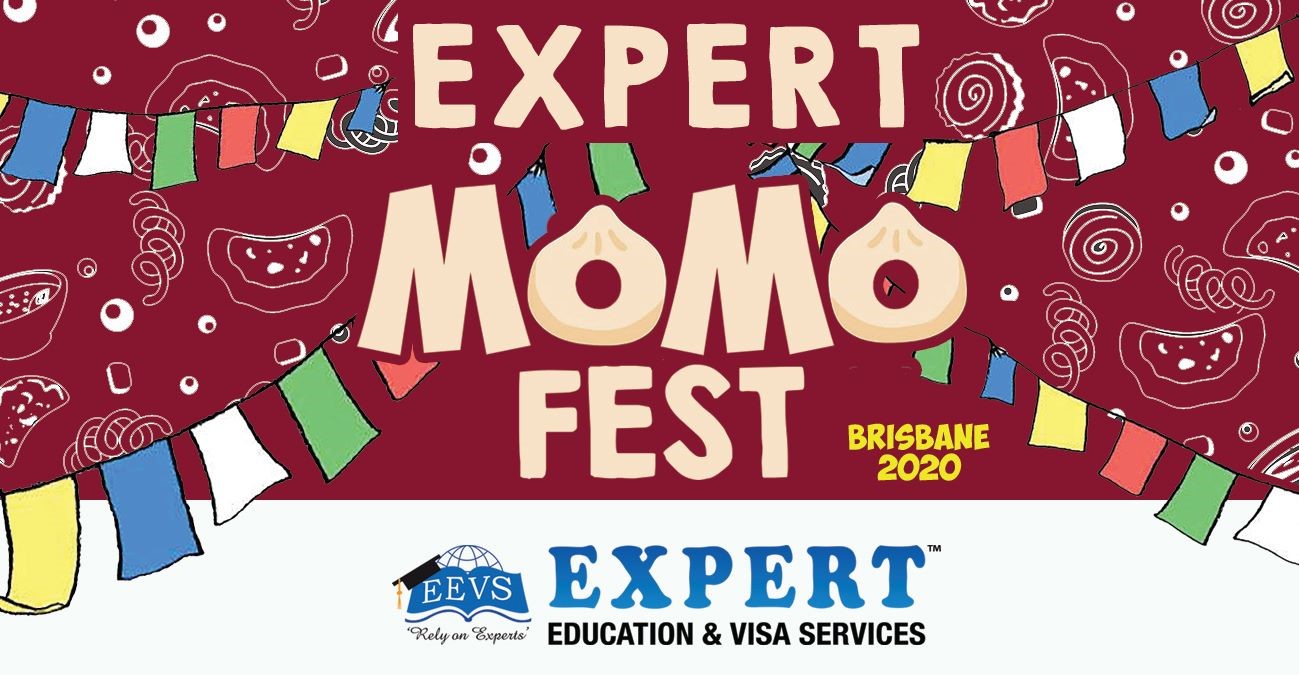 EXPERT
MOMO
FEST
BRISBANE
2020
EEVS
'Rely on Experts'
EXPERT™
EDUCATION & VISA SERVICES